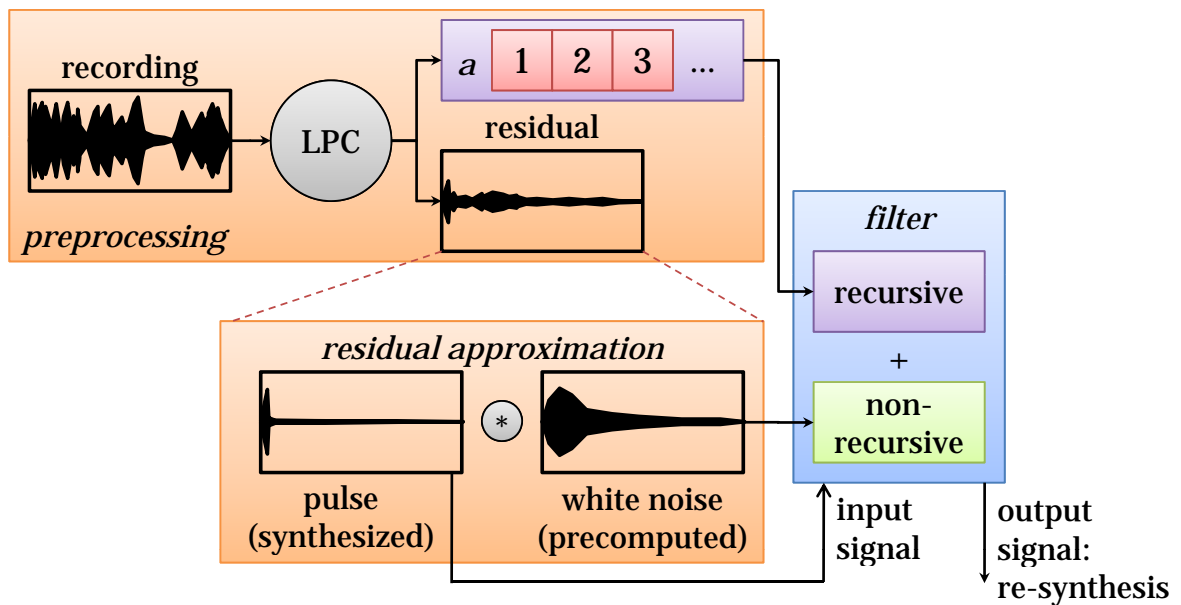 recording
LPC
a 1 2 3 ...
residual
preprocessing
filter
recursive
+
non-
recursive
residual approximation
*
pulse
(synthesized)
white noise
(precomputed)
input
signal
output
signal:
re-synthesis